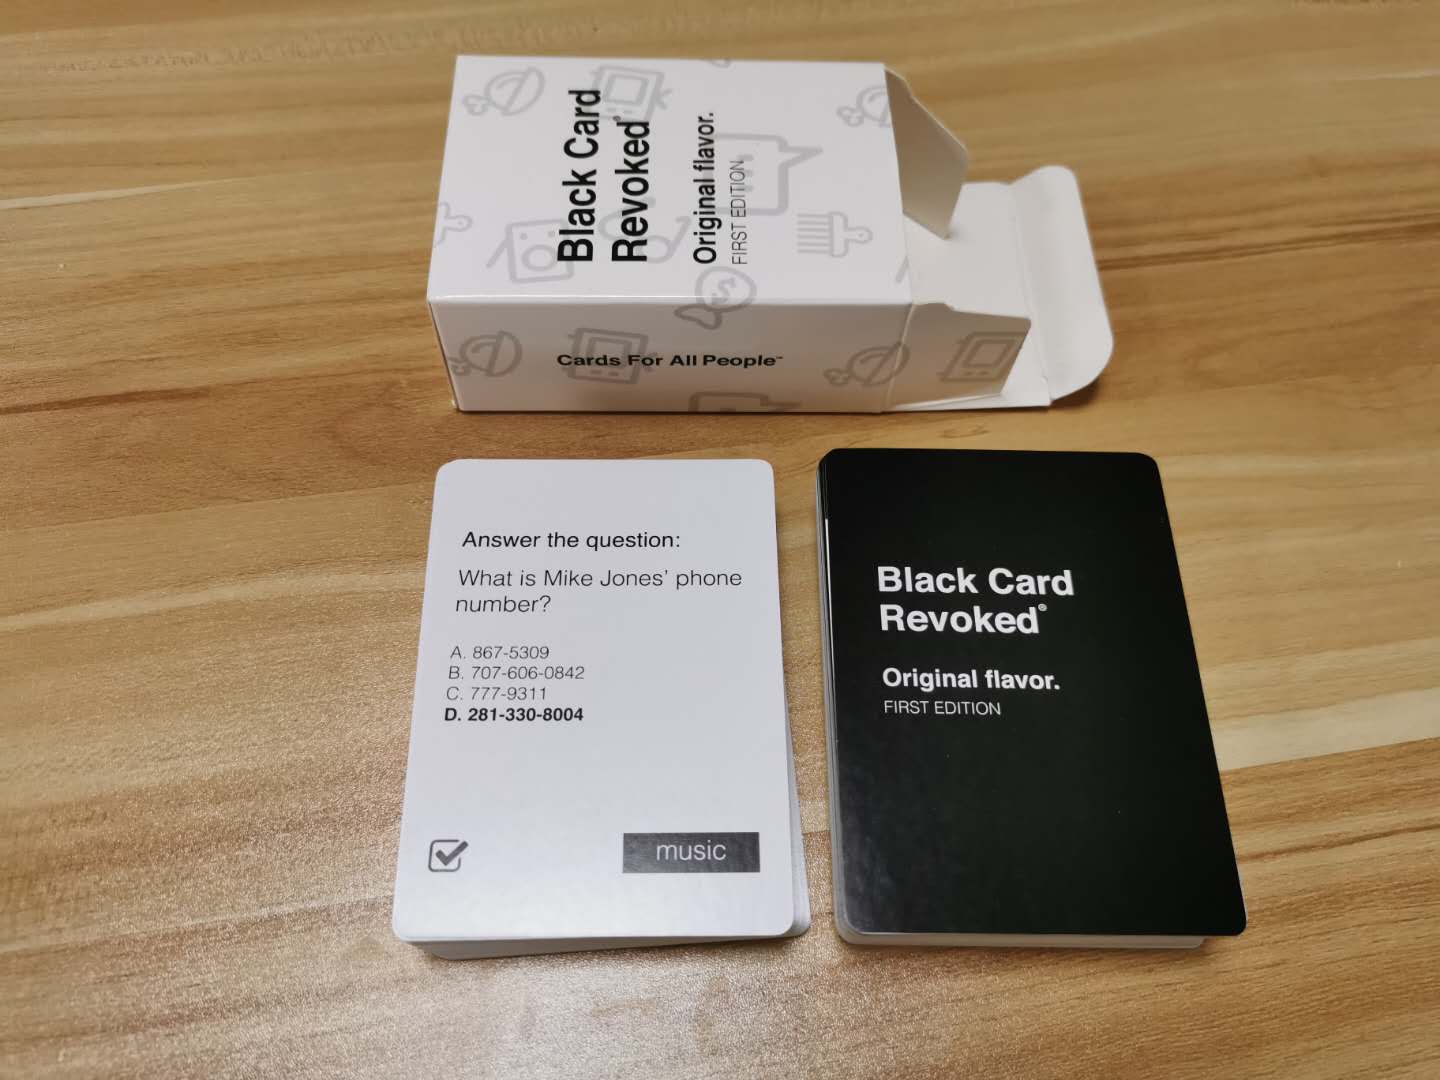 Black Card
Revoked®
Original flavor.
FIRST EDITION
Cards For All People™
Answer the question:
What is Mike Jones’ phone
number?
A. 867-5309
B. 707-606-0842
C. 777-9311
D. 281-330-8004
music
Black Card
Revoked®
Original flavor.
FIRST EDITION